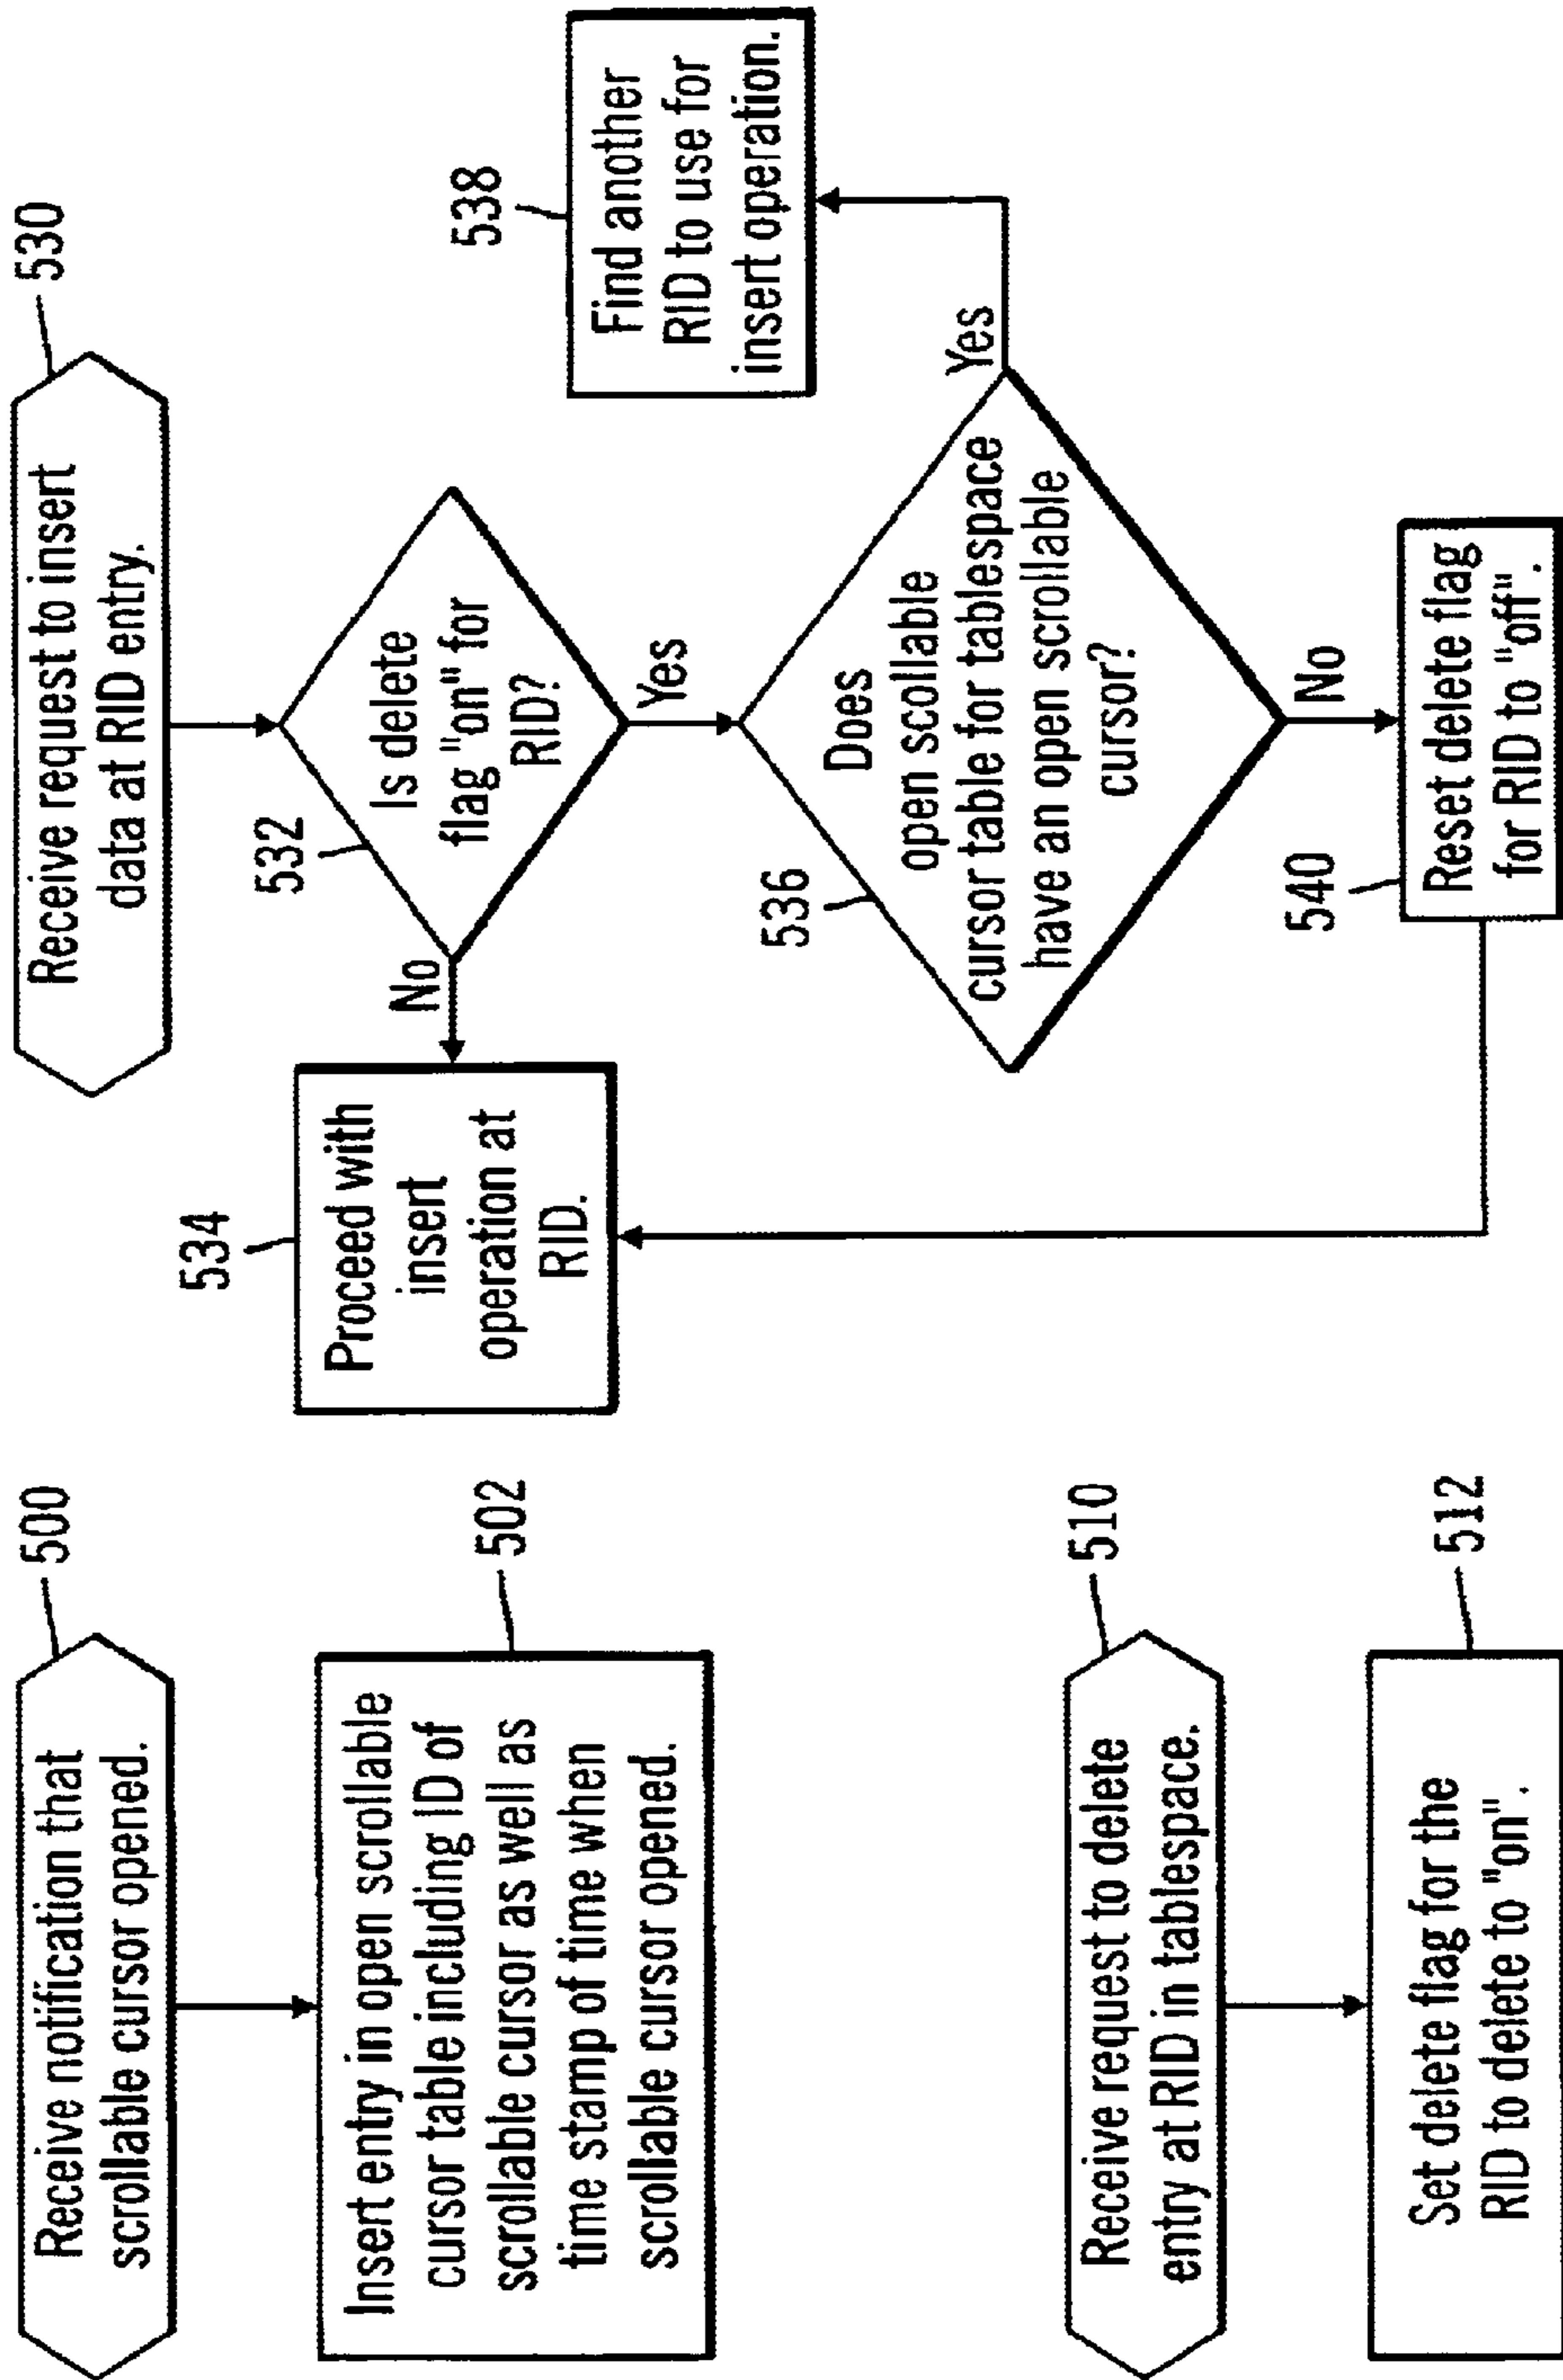 500
Receive notification that
scrollable cursor opened.
502
Insert entry in open scrollable
cursor table including ID of
scrollable cursor as well as
time stamp of time when
scrollable cursor opened.
510
Receive request to delete
entry at RID in tablespace.
512
Set delete flag for the
RID to delete to "on".
530
Receive request to insert
data at RID entry.
532
Is delete
flag "on" for
RID?
No
Yes
534
Proceed with
insert
operation at
RID.
536
Does
open scollable
cursor table for tablespace
have an open scrollable
cursor?
Yes
No
538
Find another
RID to use for
insert operation.
540
Reset delete flag
for RID to "off".